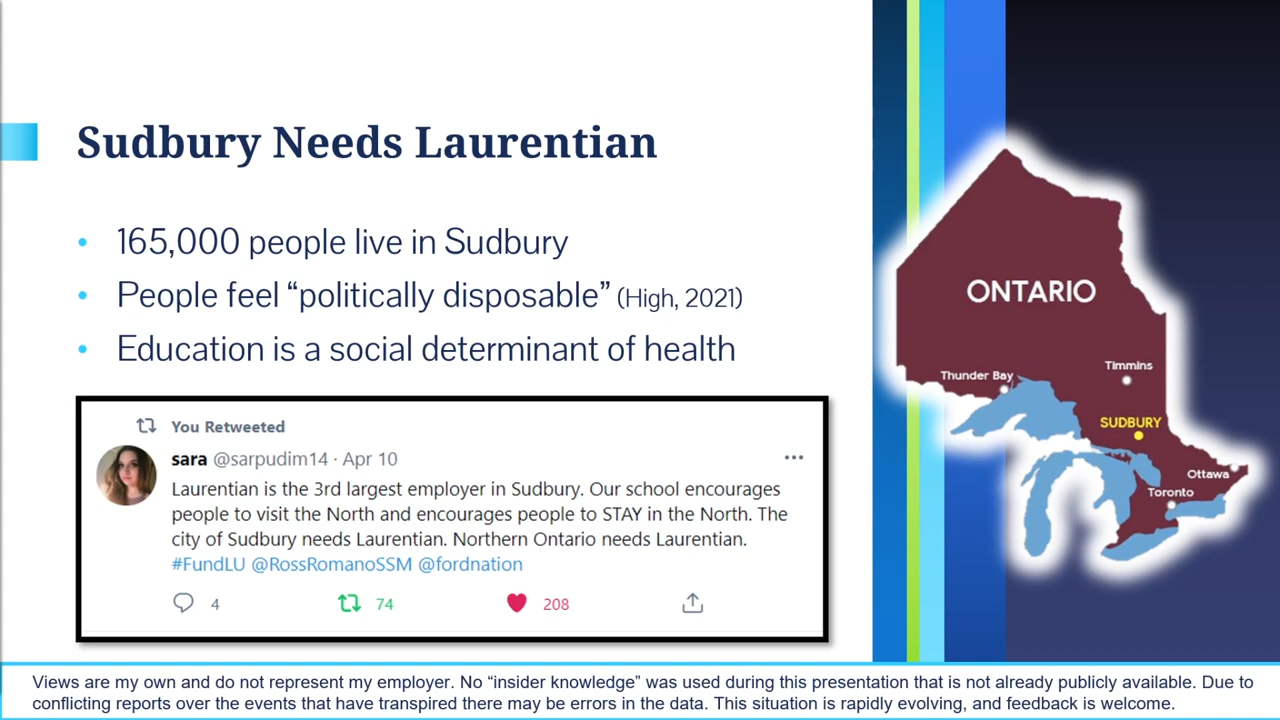 Sudbury Needs Laurentian
• 165,000 people live in Sudbury
• People feel “politically disposable” (High, 2021)
• Education is a social determinant of health
You Retweeted
sara @sarpudim14 · Apr 10
Laurentian is the 3rd largest employer in Sudbury. Our school encourages
people to visit the North and encourages people to STAY in the North. The
city of Sudbury needs Laurentian. Northern Ontario needs Laurentian.
#FundLU @RossRomanoSSM @fordnation
4 74 208
ONTARIO
Timmins
Thunder Bay
SUDBURY
Ottawa
Toronto
Views are my own and do not represent my employer. No “insider knowledge” was used during this presentation that is not already publicly available. Due to
conflicting reports over the events that have transpired there may be errors in the data. This situation is rapidly evolving, and feedback is welcome.